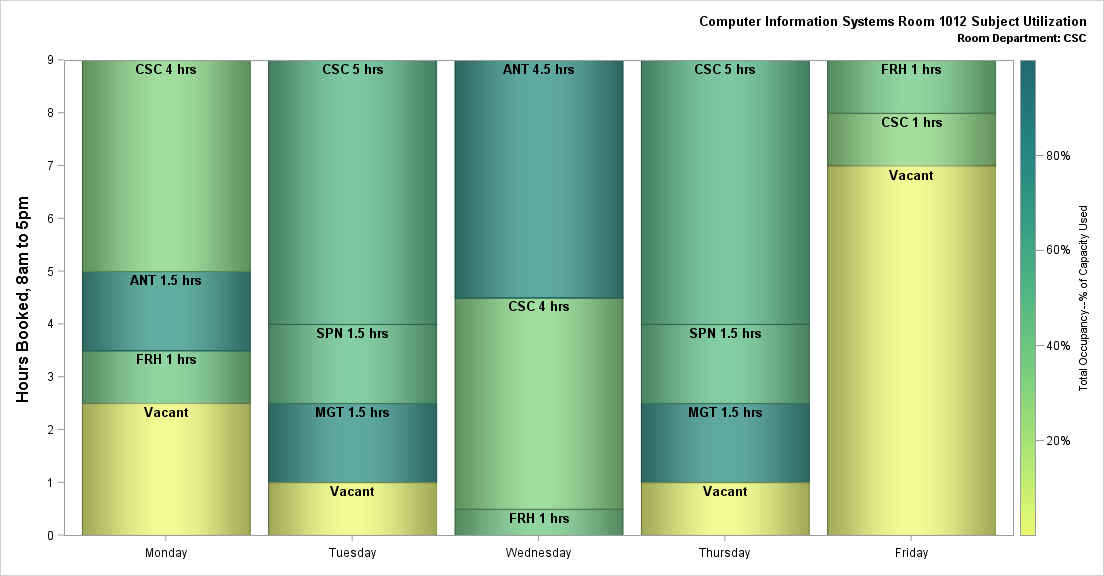 Computer Information Systems Room 1012 Subject Utilization
Room Department: CSC
Hours Booked, 8am to 5pm
9
8
7
6
5
4
3
2
1
0
CSC 4 hrs
ANT 1.5 hrs
FRH 1 hrs
Vacant
CSC 5 hrs
SPN 1.5 hrs
MGT 1.5 hrs
Vacant
ANT 4.5 hrs
CSC 4 hrs
FRH 1 hrs
CSC 5 hrs
SPN 1.5 hrs
MGT 1.5 hrs
Vacant
FRH 1 hrs
CSC 1 hrs
Vacant
Monday
Tuesday
Wednesday
Thursday
Friday
80%
60%
40%
20%
Total Occupancy--% of Capacity Used